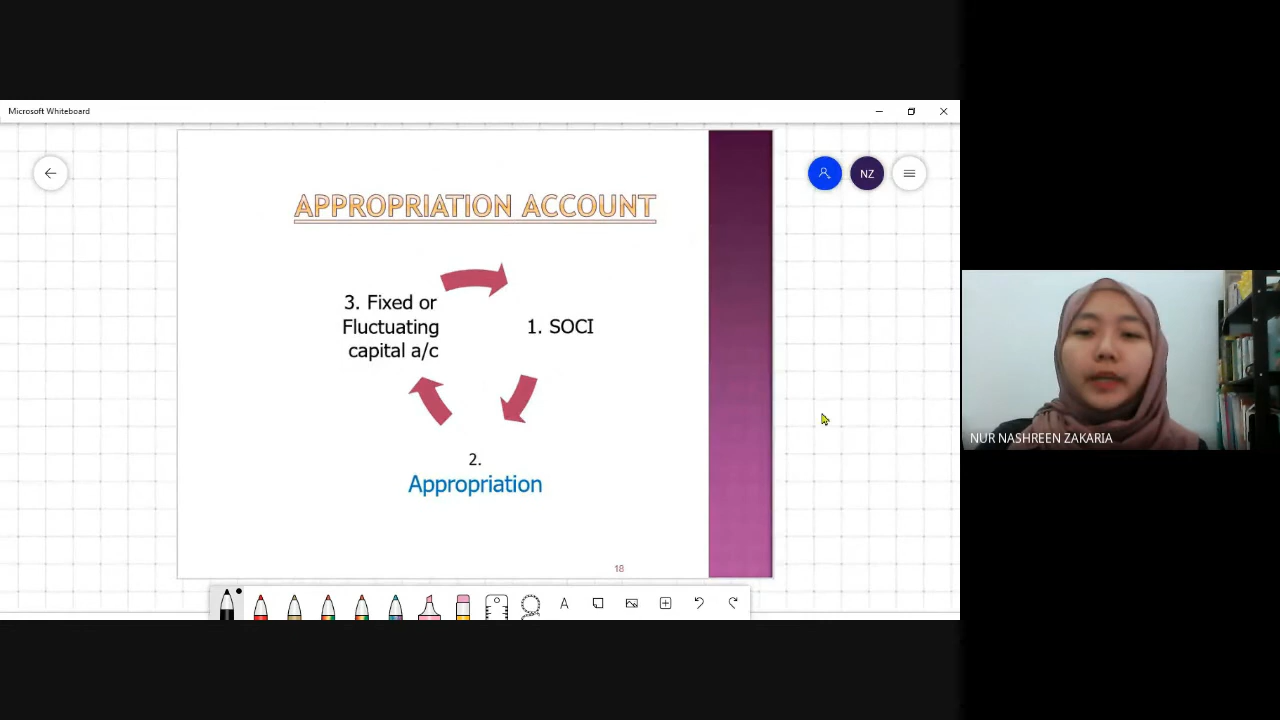 Microsoft Whiteboard
NZ
APPROPRIATION ACCOUNT
3. Fixed or
Fluctuating
capital a/c
1. SOCI
2.
Appropriation
18
A
NUR NASHREEN ZAKARIA